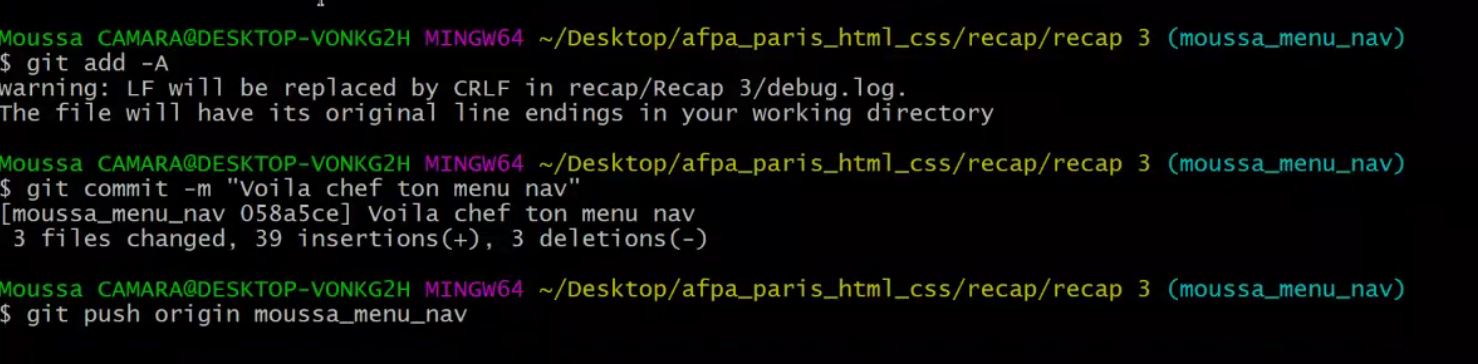 Moussa CAMARA@DESKTOP-VONKG2H MINGW64 ~/Desktop/afpa_paris_html_css/recap/recap 3 (moussa_menu_nav)
$ git add -A
warning: LF will be replaced by CRLF in recap/Recap 3/debug.log.
The file will have its original line endings in your working directory
Moussa CAMARA@DESKTOP-VONKG2H MINGW64 ~/Desktop/afpa_paris_html_css/recap/recap 3 (moussa_menu_nav)
$ git commit -m "Voila chef ton menu nav"
[moussa_menu_nav 058a5ce] Voila chef ton menu nav
3 files changed, 39 insertions(+), 3 deletions(-)
Moussa CAMARA@DESKTOP-VONKG2H MINGW64 ~/Desktop/afpa_paris_html_css/recap/recap 3 (moussa_menu_nav)
$ git push origin moussa_menu_nav